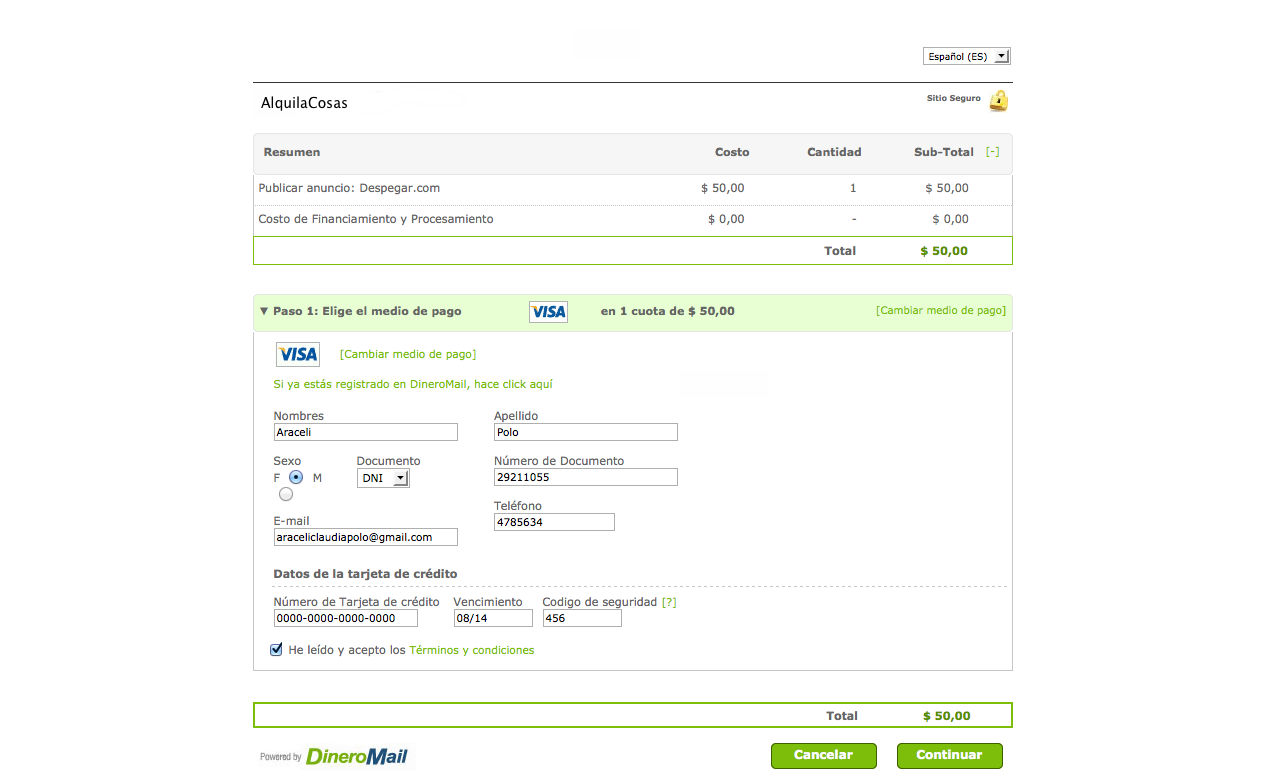 Español (ES)
AlquilaCosas
Sitio Seguro
Resumen Costo Cantidad Sub-Total [-]
Publicar anuncio: Despegar.com $ 50,00 1 $ 50,00
Costo de Financiamiento y Procesamiento $ 0,00 - $ 0,00
Total $ 50,00
▼ Paso 1: Elige el medio de pago VISA en 1 cuota de $ 50,00 [Cambiar medio de pago]
VISA [Cambiar medio de pago]
Si ya estás registrado en DineroMail, hace click aquí
Nombres Apellido
Araceli Polo
Sexo Documento Número de Documento
F M DNI 29211055
Teléfono
4785634
E-mail
araceliclaudiapolo@gmail.com
Datos de la tarjeta de crédito
Número de Tarjeta de crédito Vencimiento Codigo de seguridad [?]
0000-0000-0000-0000 08/14 456
He leído y acepto los Términos y condiciones
Total $ 50,00
Powered by DineroMail Cancelar Continuar